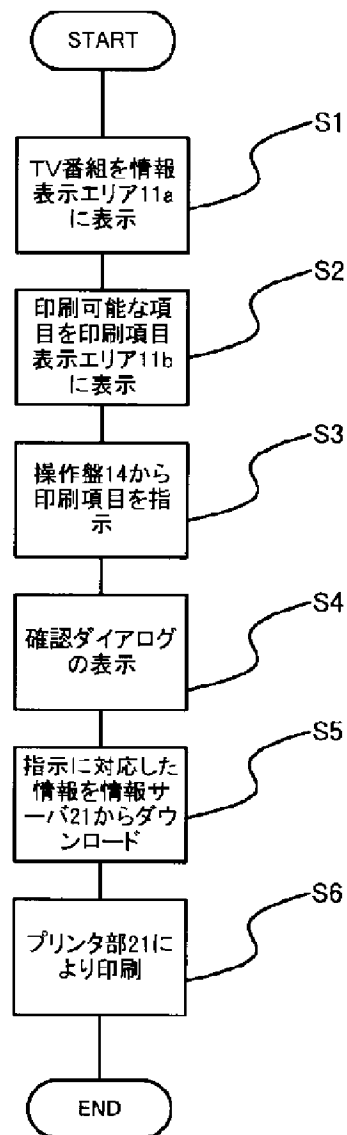 START
TV番組を情報
表示エリア11a
に表示
S1
印刷可能な項
目を印刷項目
表示エリア11b
に表示
S2
操作盤14から
印刷項目を指
示
S3
確認ダイアログ
の表示
S4
指示に対応した
情報を情報サー
バ21からダウ
ンロード
S5
プリンタ部21に
より印刷
S6
END